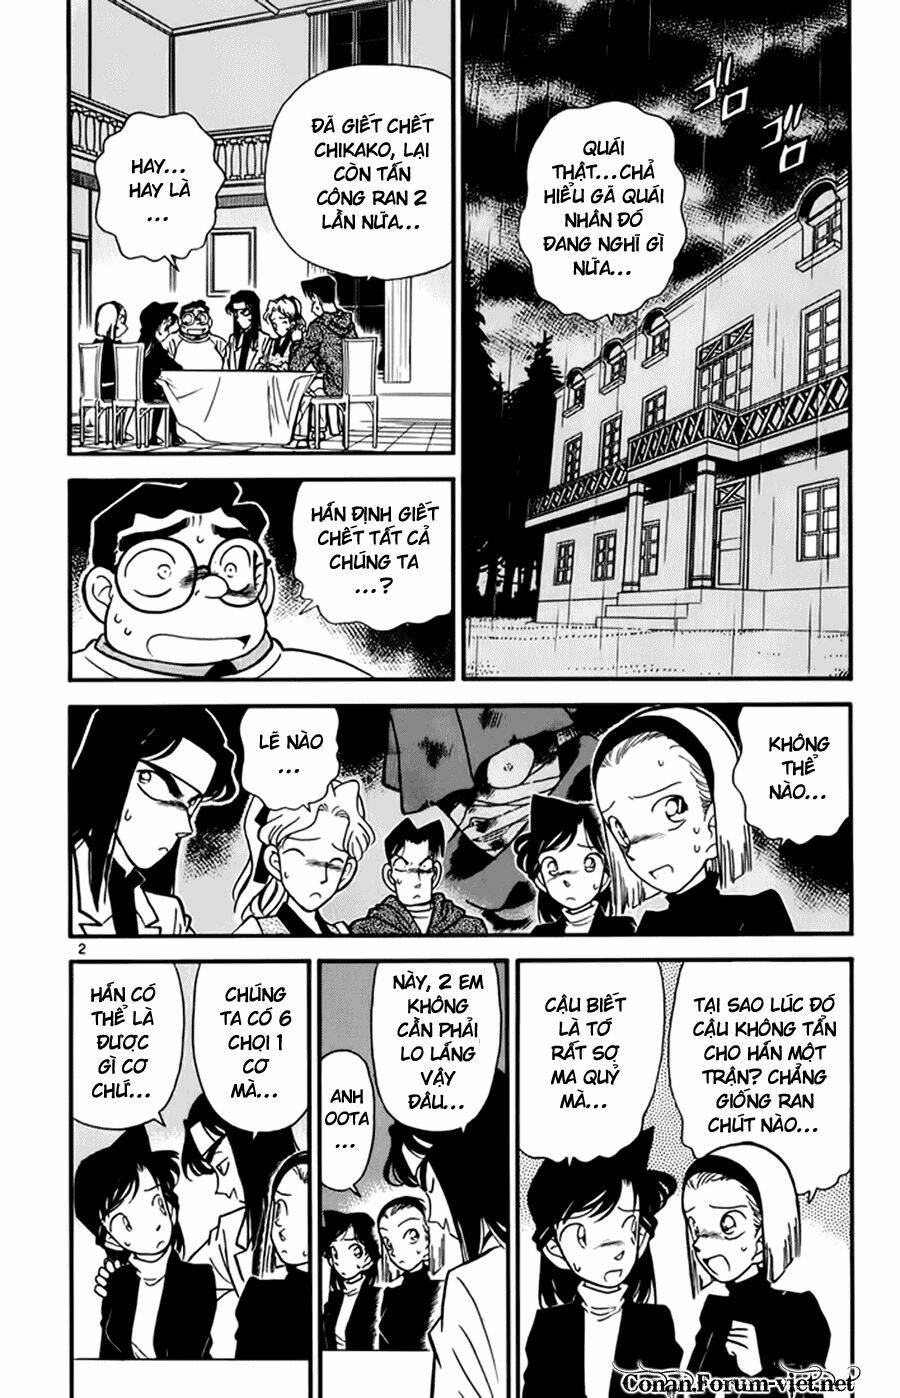 QUÁI
THẬT...CHẢ
HIỂU GÃ QUÁI
NHÂN ĐÓ
ĐANG NGHĨ GÌ
NỮA...
ゴロ
ゴロ
ĐÃ GIẾT CHẾT
CHIKAKO, LẠI
CÒN TẤN
CÔNG RAN 2
LẦN NỮA...
HAY...
HAY LÀ
...
HẮN ĐỊNH GIẾT
CHẾT TẤT CẢ
CHÚNG TA
...?
KHÔNG
THỂ
NÀO...
LẼ NÀO
...
2
TẠI SAO LÚC ĐÓ
CẬU KHÔNG TẨN
CHO HẮN MỘT
TRẬN? CHẲNG
GIỐNG RAN
CHÚT NÀO...
CẬU BIẾT
LÀ TỚ
RẤT SỢ
MA QUỶ
MÀ...
NÀY, 2 EM
KHÔNG
CẦN PHẢI
LO LẮNG
VẬY
ĐÂU...
ANH
OOTA
...
CHÚNG
TA CÓ 6
CHỌI 1
CƠ
MÀ...
HẮN CÓ
THỂ LÀ
ĐƯỢC
GÌ CƠ
CHỨ...
Conan.Forum-viet.net